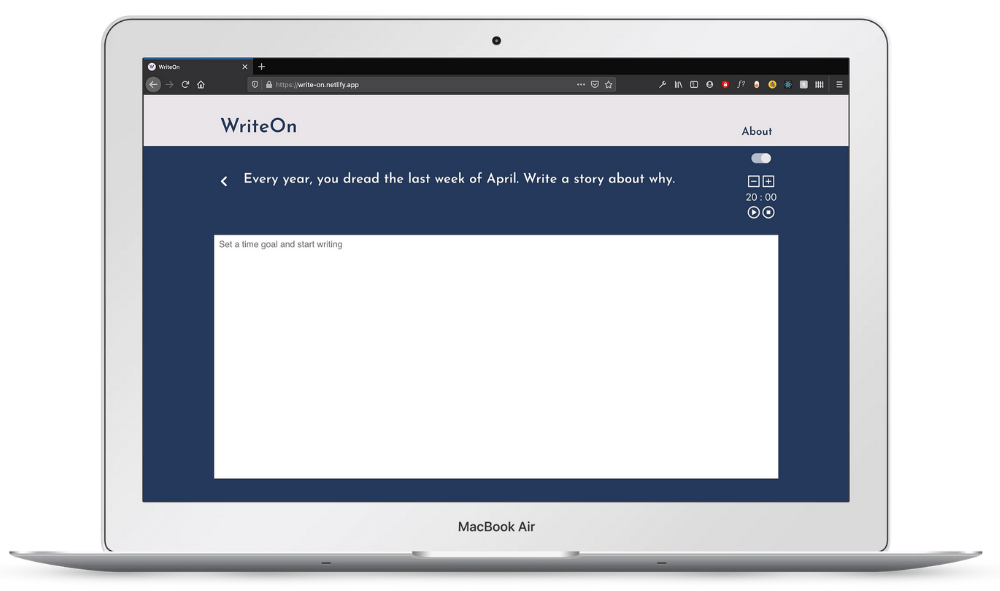 WriteOn
https://write-on.netlify.app
WriteOn
About
Every year, you dread the last week of April. Write a story about why.
20 : 00
Set a time goal and start writing
MacBook Air